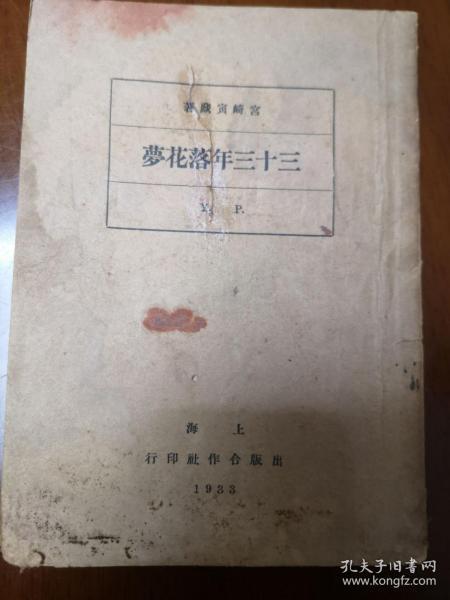 宮崎寅藏著
三十三年落花夢
Y. P.
上海
出版合作社印行
1933
孔夫子旧书网
www.kongfz.com